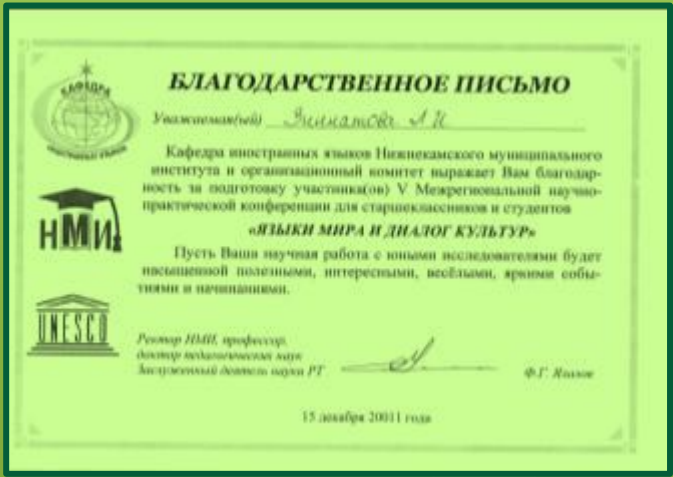 КАФЕДРА
ИНОСТРАННЫХ ЯЗЫКОВ
НМИ
UNESCO
БЛАГОДАРСТВЕННОЕ ПИСЬМО
Уважаемая(ый)
Кафедра иностранных языков Нижнекамского муниципального
института и организационный комитет выражает Вам благодар-
ность за подготовку участника(ов) V Межрегиональной научно-
практической конференции для старшеклассников и студентов
«ЯЗЫКИ МИРА И ДИАЛОГ КУЛЬТУР»
Пусть Ваша научная работа с юными исследователями будет
насыщенной полезными, интересными, весёлыми, яркими собы-
тиями и начинаниями.
Ректор НМИ, профессор,
доктор педагогических наук
Заслуженный деятель науки РТ
Ф.Г.
15 декабря 20011 года